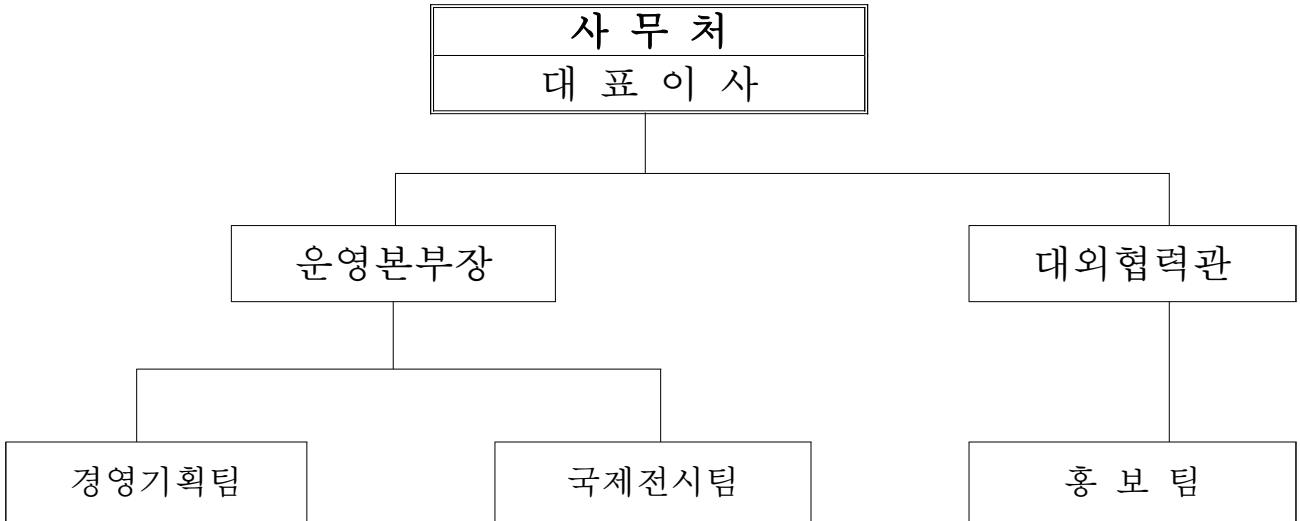 사 무 처
대 표 이 사
운영본부장
대외협력관
경영기획팀
국제전시팀
홍 보 팀